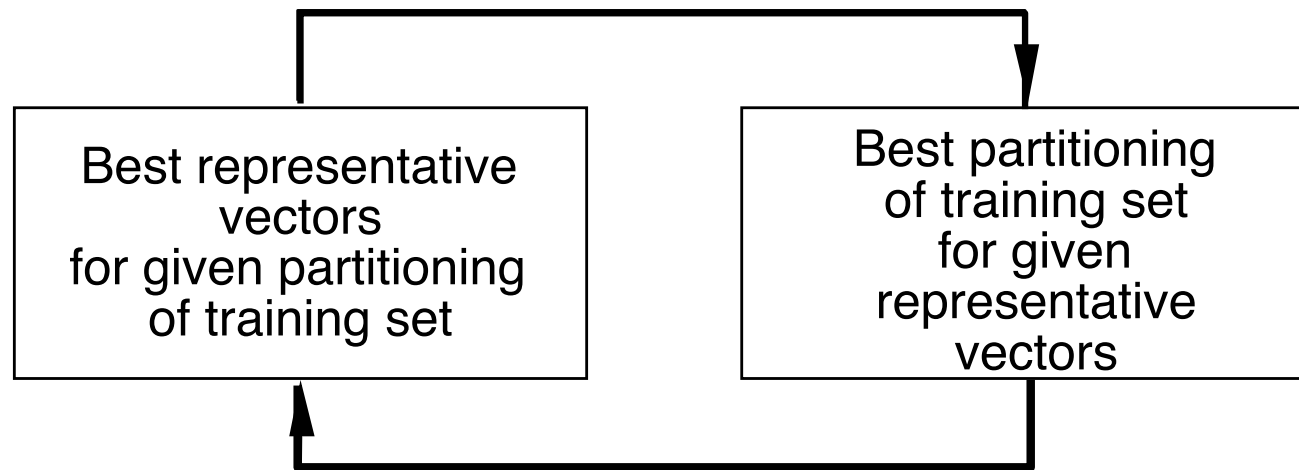 Best representative
vectors
for given partitioning
of training set
Best partitioning
of training set
for given
representative
vectors